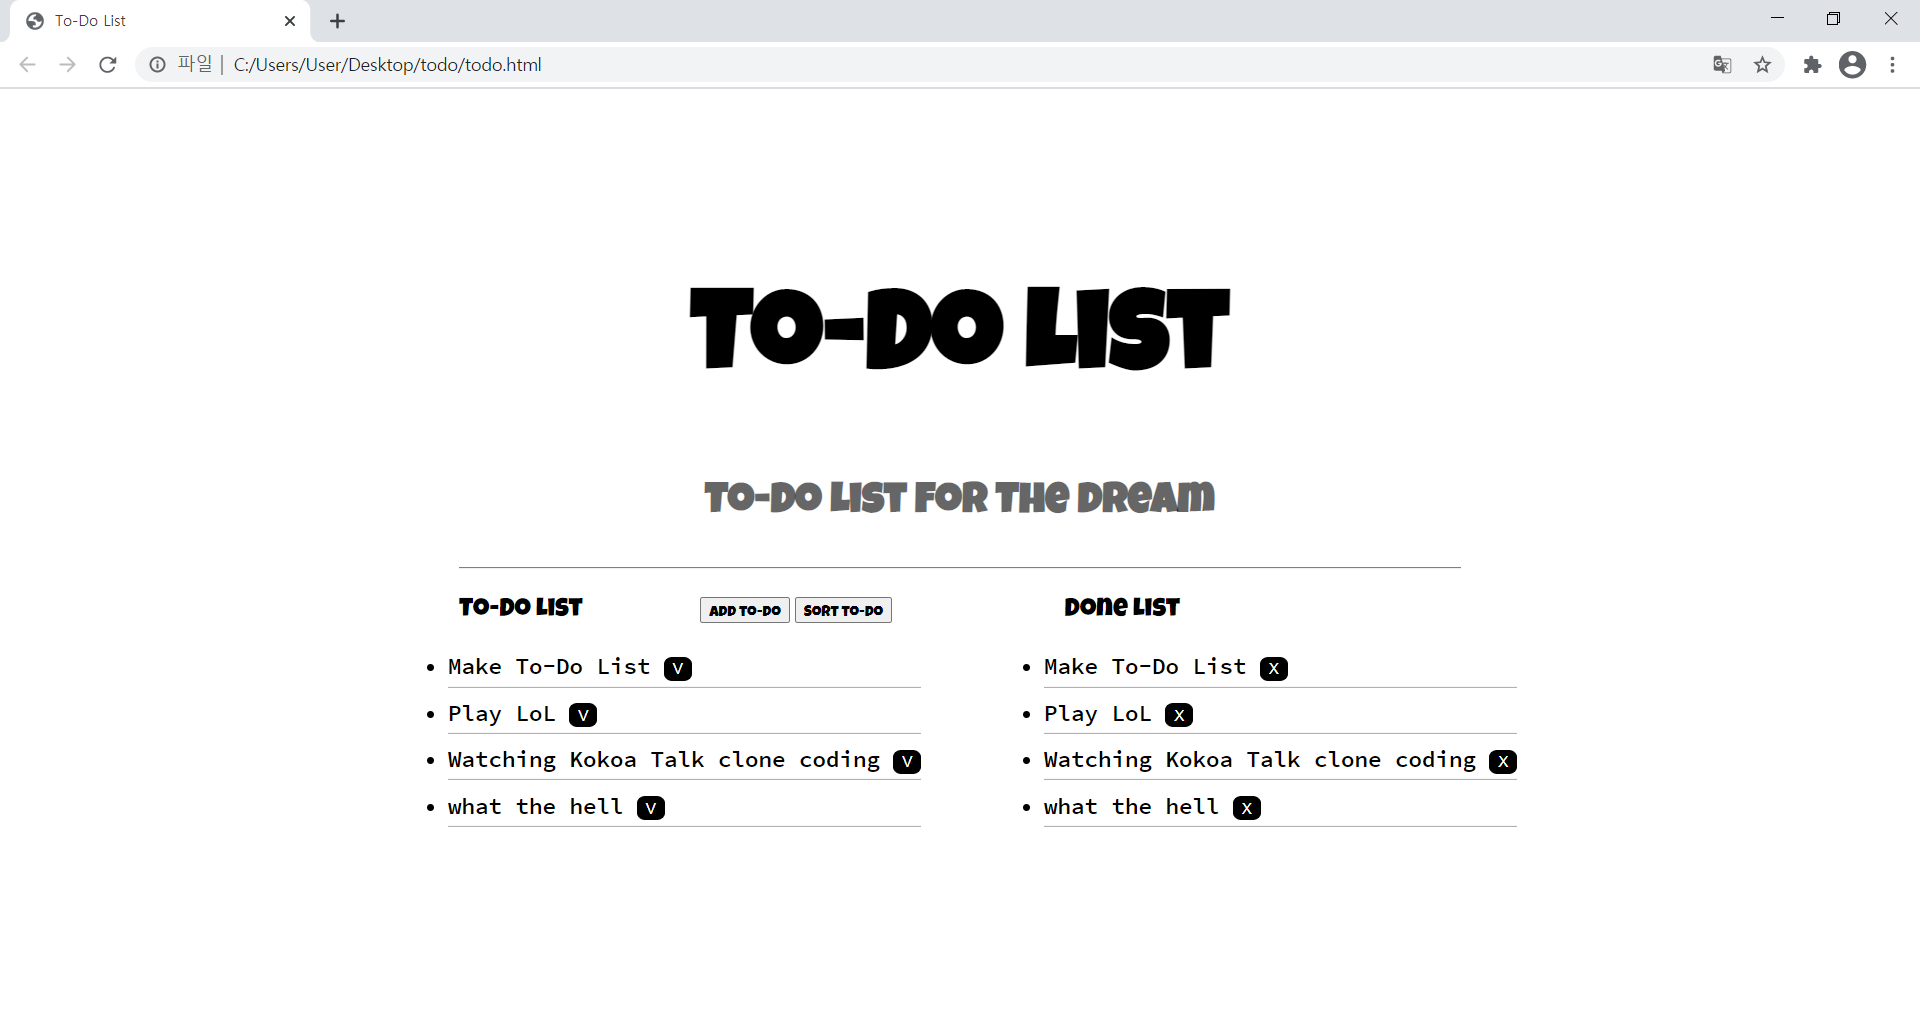 To-Do List
파일 | C:/Users/User/Desktop/todo/todo.html
TO-DO LIST
TO-DO LIST FOR THE DREAM
TO-DO LIST
ADD TO-DO
SORT TO-DO
DONE LIST
Make To-Do List V
Play LoL V
Watching Kokoa Talk clone coding V
what the hell V
Make To-Do List X
Play LoL X
Watching Kokoa Talk clone coding X
what the hell X